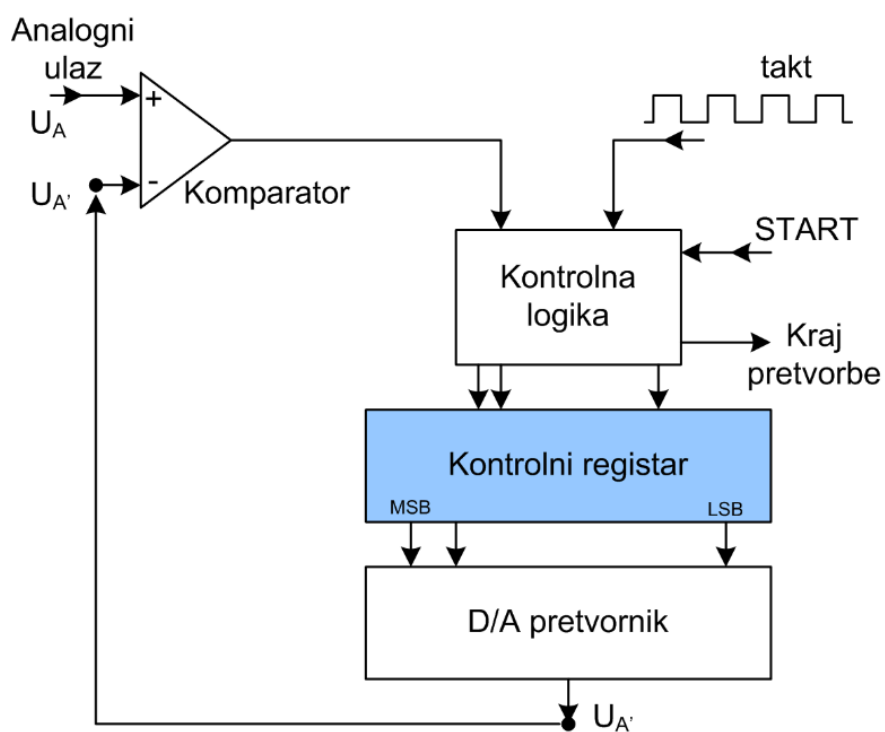 Analogni
ulaz
takt
+
U_A
U_A'
-
Komparator
START
Kontrolna
logika
Kraj
pretvorbe
Kontrolni registar
MSB
LSB
D/A pretvornik
U_A'